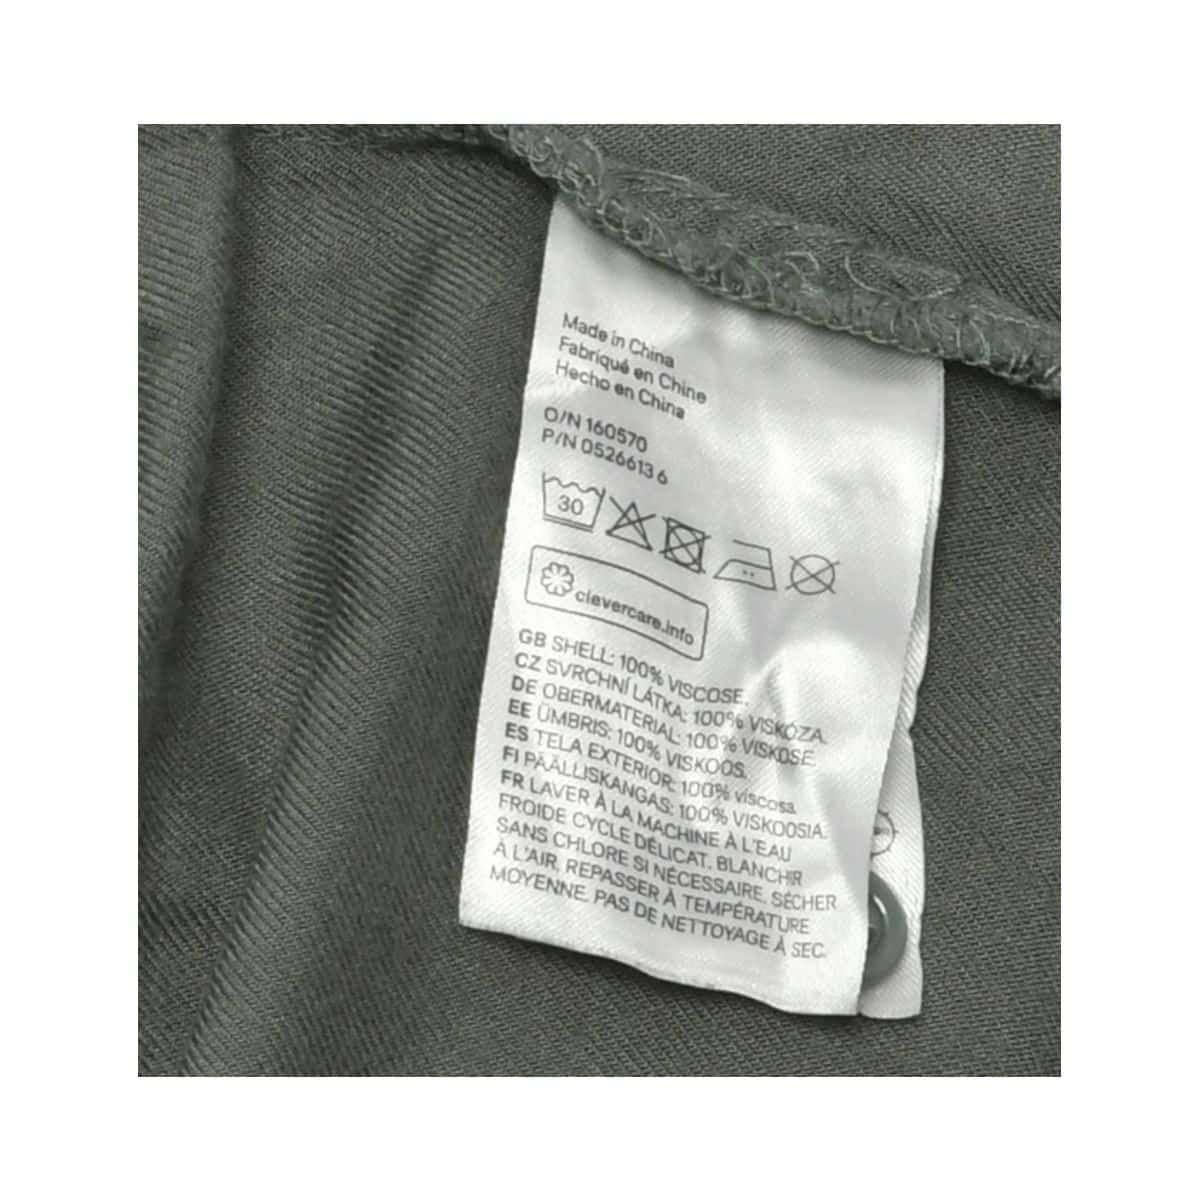 Made in China
Fabriqué en Chine
Hecho en China
O/N 160570
P/N 0526613 6
30
clevercare.info
GB SHELL: 100% VISCOSE.
CZ SVRCHNÍ LÁTKA: 100% VISKÓZA.
DE OBERMATERIAL: 100% VISKOSE.
EE ÜMBRIS: 100% VISKOOS.
ES TELA EXTERIOR: 100% viscosa.
FI PÄÄLLISKANGAS: 100% VISKOOSIA.
FR LAVER À LA MACHINE À L'EAU
FROIDE CYCLE DÉLICAT. BLANCHIR
SANS CHLORE SI NÉCESSAIRE. SÉCHER
À L'AIR. REPASSER À TEMPÉRATURE
MOYENNE. PAS DE NETTOYAGE À SEC.